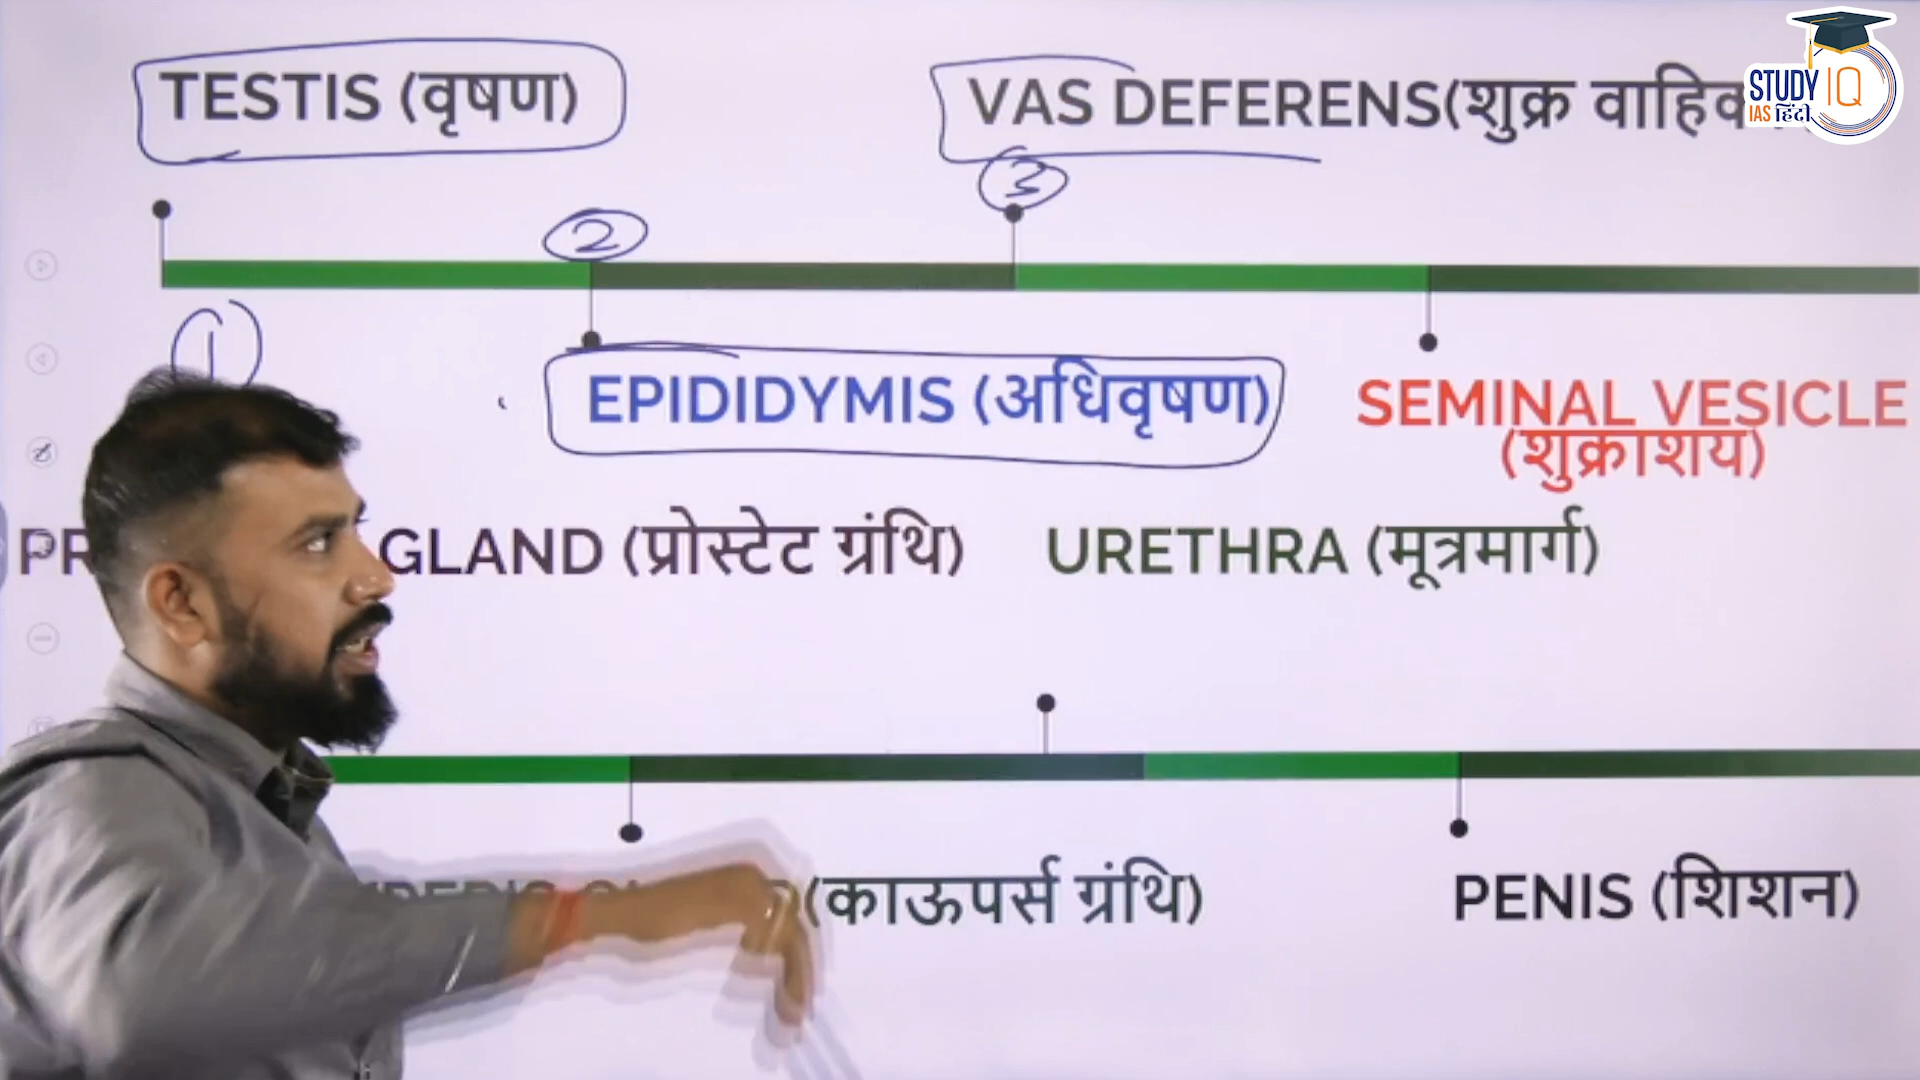 TESTIS (वृषण)
VAS DEFERENS(शुक्र
STUDY IQ
IAS हिंदी
3
2
1
EPIDIDYMIS (अधिवृषण)
SEMINAL VESICLE
(शुक्राशय)
GLAND (प्रोस्टेट ग्रंथि)
URETHRA (मूत्रमार्ग)
(काऊपर्स ग्रंथि)
PENIS (शिशन)